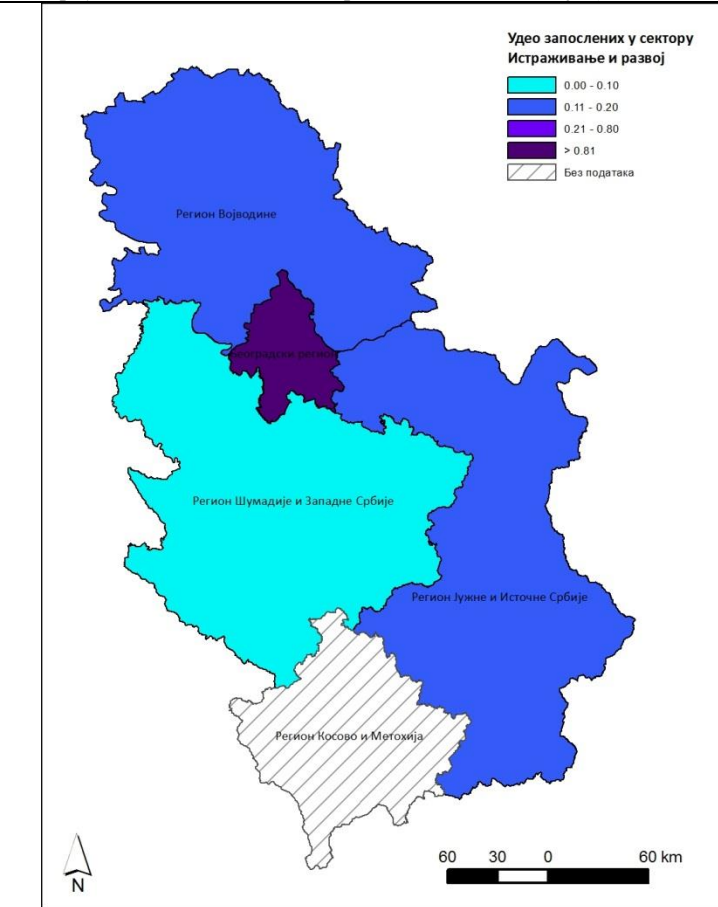 Удео запослених у сектору
Истраживање и развој
0.00 - 0.10
0.11 - 0.20
0.21 - 0.80
> 0.81
Без података
Регион Војводине
Београдски регион
Регион Шумадије и Западне Србије
Регион Јужне и Источне Србије
Регион Косово и Метохија
N
60 30 0 60 km